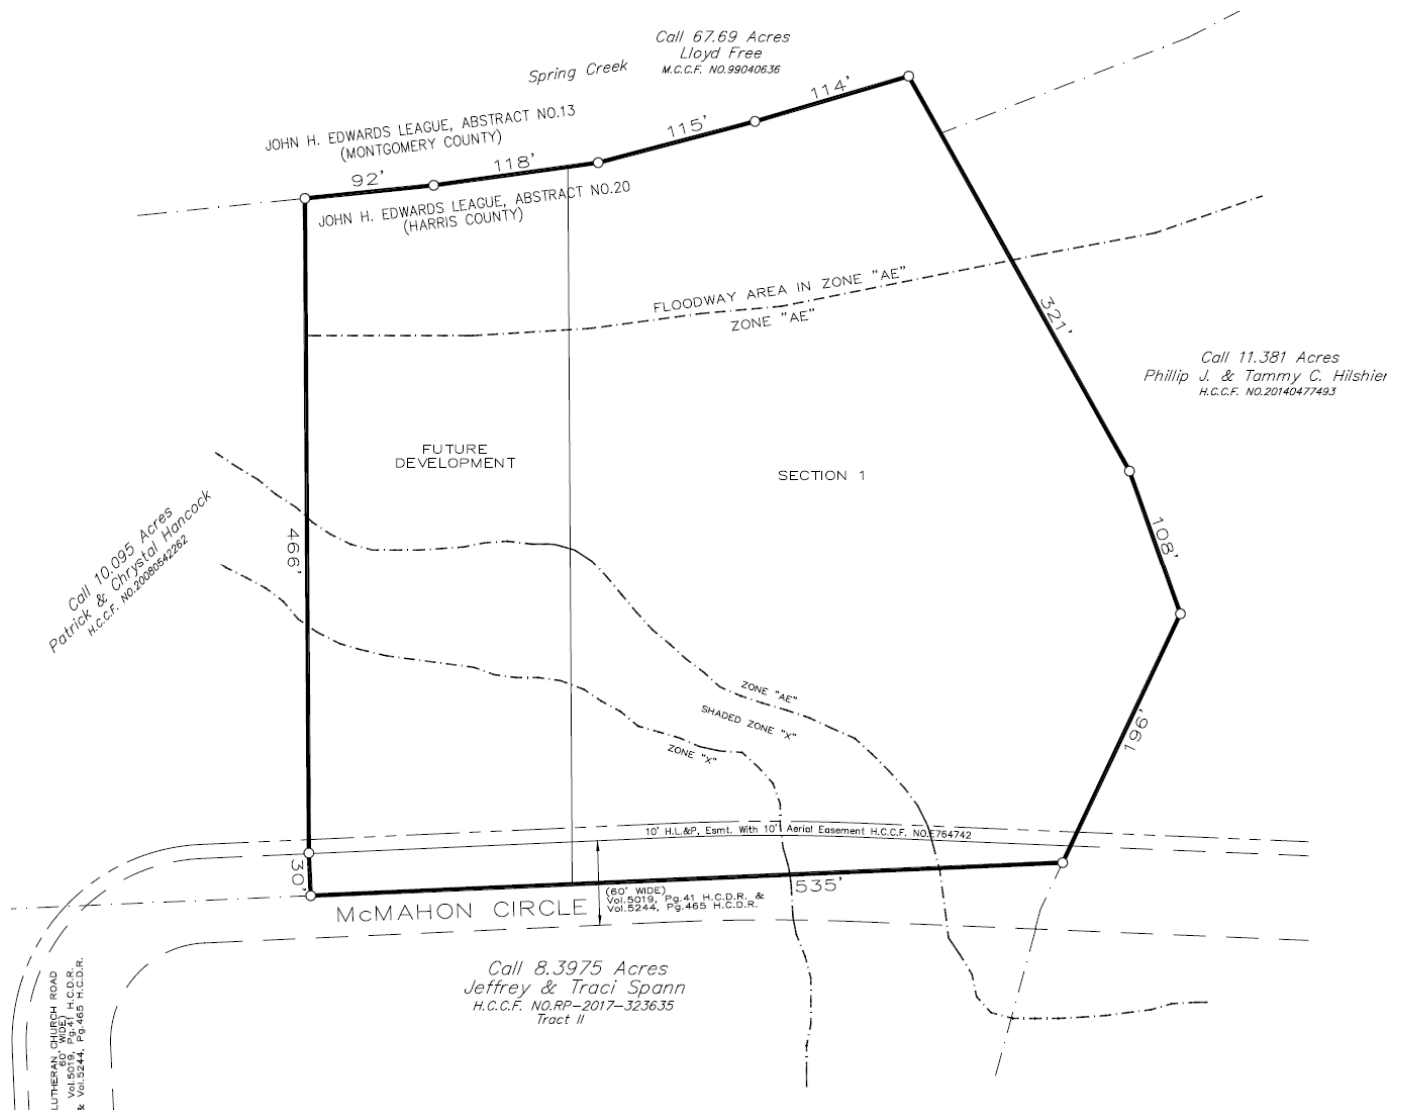 Call 67.69 Acres
Lloyd Free
M.C.C.F. NO.99040636
Spring Creek
114'
115'
JOHN H. EDWARDS LEAGUE, ABSTRACT NO.13
(MONTGOMERY COUNTY)
118'
92'
JOHN H. EDWARDS LEAGUE, ABSTRACT NO.20
(HARRIS COUNTY)
FLOODWAY AREA IN ZONE "AE"
ZONE "AE"
321'
Call 11.381 Acres
Phillip J. & Tammy C. Hilshier
H.C.C.F. NO.20140477493
FUTURE
DEVELOPMENT
SECTION 1
466'
108'
Call 10.095 Acres
Patrick & Chrystal Hancock
H.C.C.F. NO.20080542262
ZONE "AE"
SHADED ZONE "X"
ZONE "X"
196'
10' H.L.&P. Esmt. With 10' Aerial Easement H.C.C.F. NO.E764742
30'
535'
(60' WIDE)
Vol.5019, Pg.41 H.C.D.R. &
Vol.5244, Pg.465 H.C.D.R.
McMAHON CIRCLE
Call 8.3975 Acres
Jeffrey & Traci Spann
H.C.C.F. NO.RP-2017-323635
Tract II
LUTHERAN CHURCH ROAD
60' WIDE)
Vol.5019, Pg.41 H.C.D.R.
& Vol.5244, Pg.465 H.C.D.R.